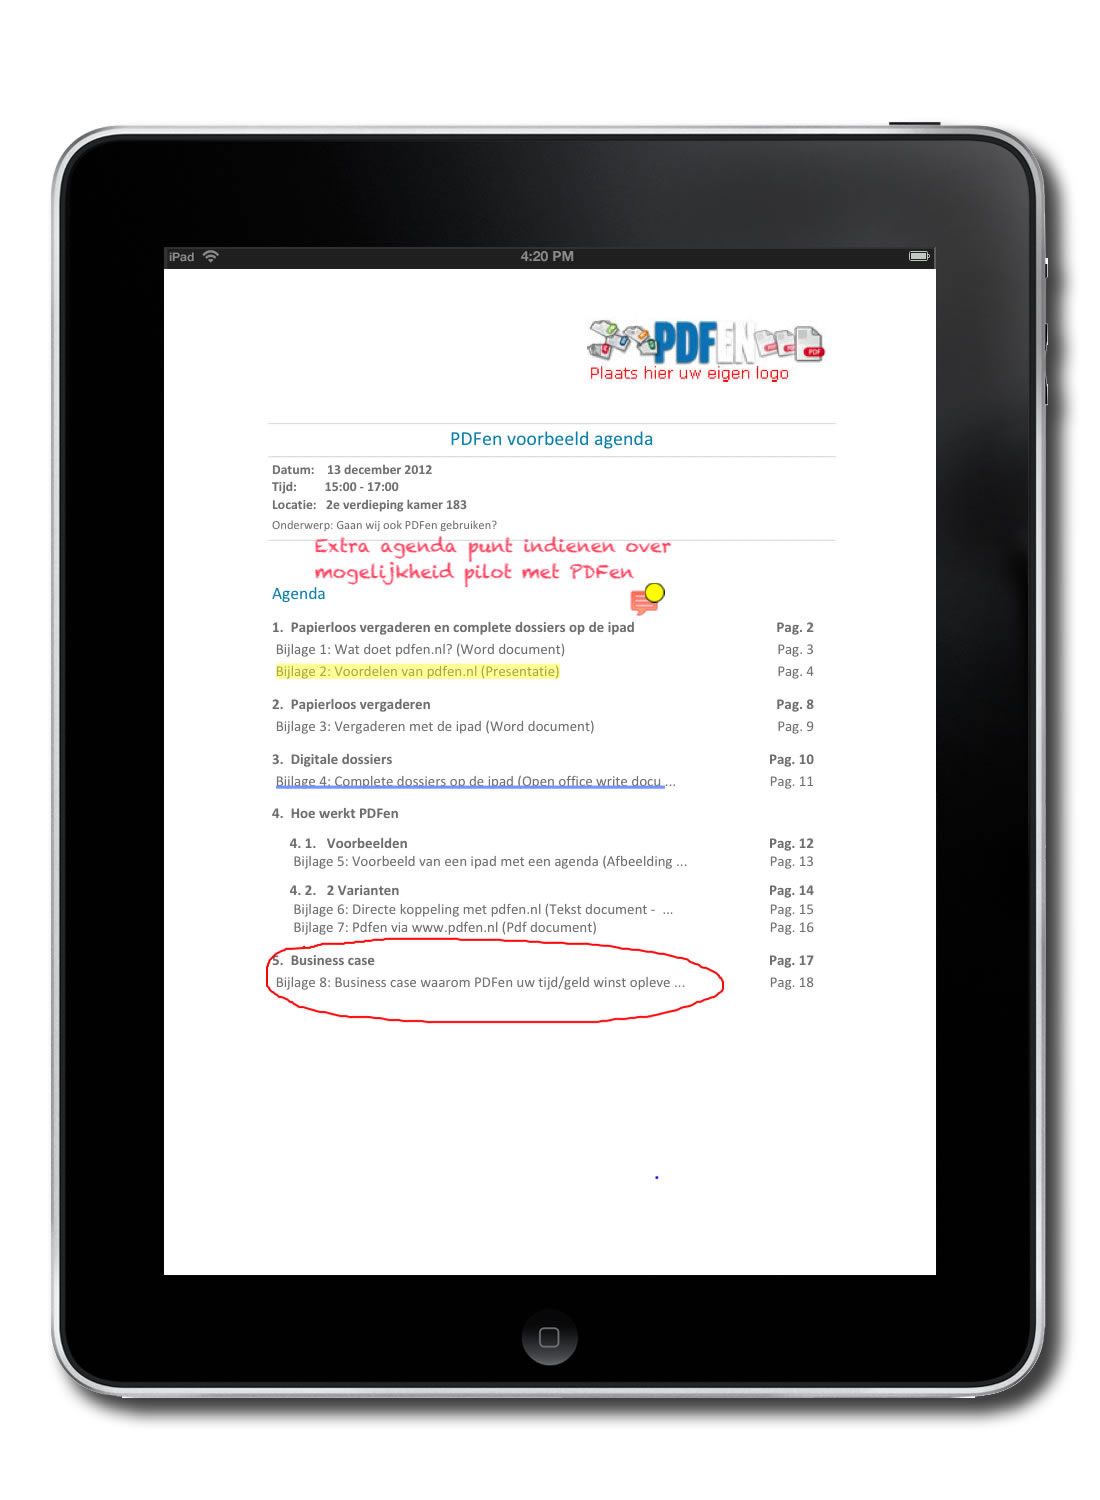 iPad 4:20 PM
PDFEN
PDF
Plaats hier uw eigen logo
PDFen voorbeeld agenda
Datum: 13 december 2012
Tijd: 15:00 - 17:00
Locatie: 2e verdieping kamer 183
Onderwerp: Gaan wij ook PDFen gebruiken?
Extra agenda punt indienen over
mogelijkheid pilot met PDFen
Agenda
1. Papierloos vergaderen en complete dossiers op de ipad Pag. 2
Bijlage 1: Wat doet pdfen.nl? (Word document) Pag. 3
Bijlage 2: Voordelen van pdfen.nl (Presentatie) Pag. 4
2. Papierloos vergaderen Pag. 8
Bijlage 3: Vergaderen met de ipad (Word document) Pag. 9
3. Digitale dossiers Pag. 10
Bijlage 4: Complete dossiers op de ipad (Open office write docu ... Pag. 11
4. Hoe werkt PDFen
4. 1. Voorbeelden Pag. 12
Bijlage 5: Voorbeeld van een ipad met een agenda (Afbeelding ... Pag. 13
4. 2. 2 Varianten Pag. 14
Bijlage 6: Directe koppeling met pdfen.nl (Tekst document - ... Pag. 15
Bijlage 7: Pdfen via www.pdfen.nl (Pdf document) Pag. 16
5. Business case Pag. 17
Bijlage 8: Business case waarom PDFen uw tijd/geld winst opleve ... Pag. 18